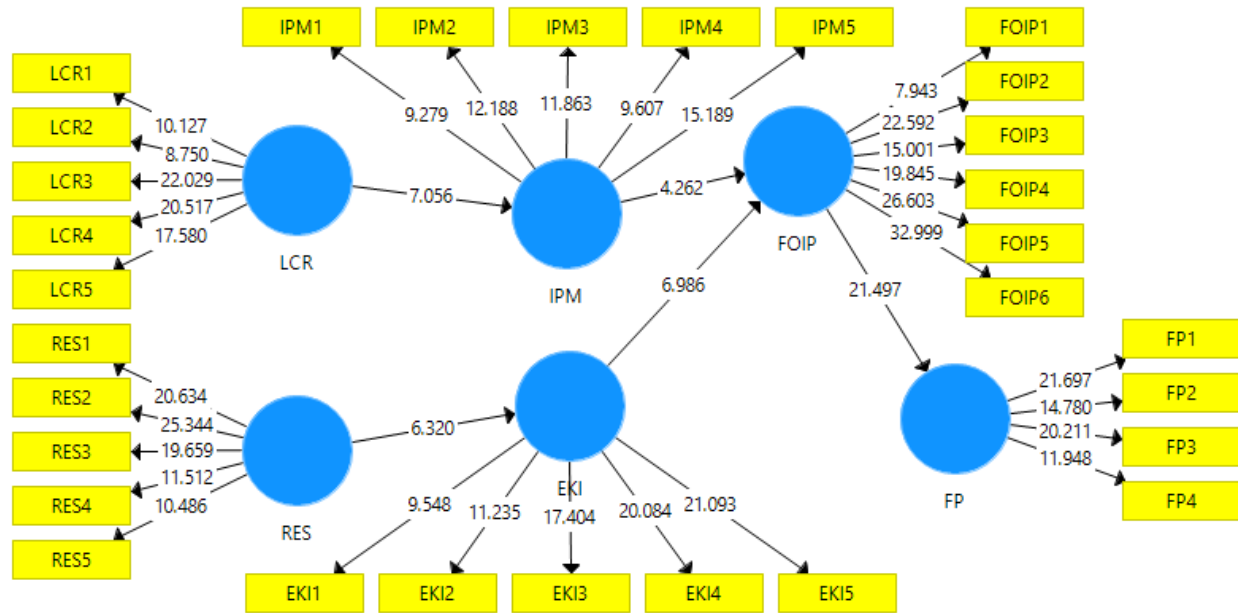 IPM1
IPM2
IPM3
IPM4
IPM5
FOIP1
FOIP2
FOIP3
FOIP4
FOIP5
FOIP6
LCR1
LCR2
LCR3
LCR4
LCR5
10.127
8.750
22.029
20.517
17.580
LCR
7.056
9.279
12.188
11.863
9.607
15.189
IPM
4.262
7.943
22.592
15.001
19.845
26.603
32.999
FOIP
6.986
21.497
RES1
RES2
RES3
RES4
RES5
20.634
25.344
19.659
11.512
10.486
RES
6.320
EKI
9.548
11.235
17.404
20.084
21.093
EKI1
EKI2
EKI3
EKI4
EKI5
FP
21.697
14.780
20.211
11.948
FP1
FP2
FP3
FP4